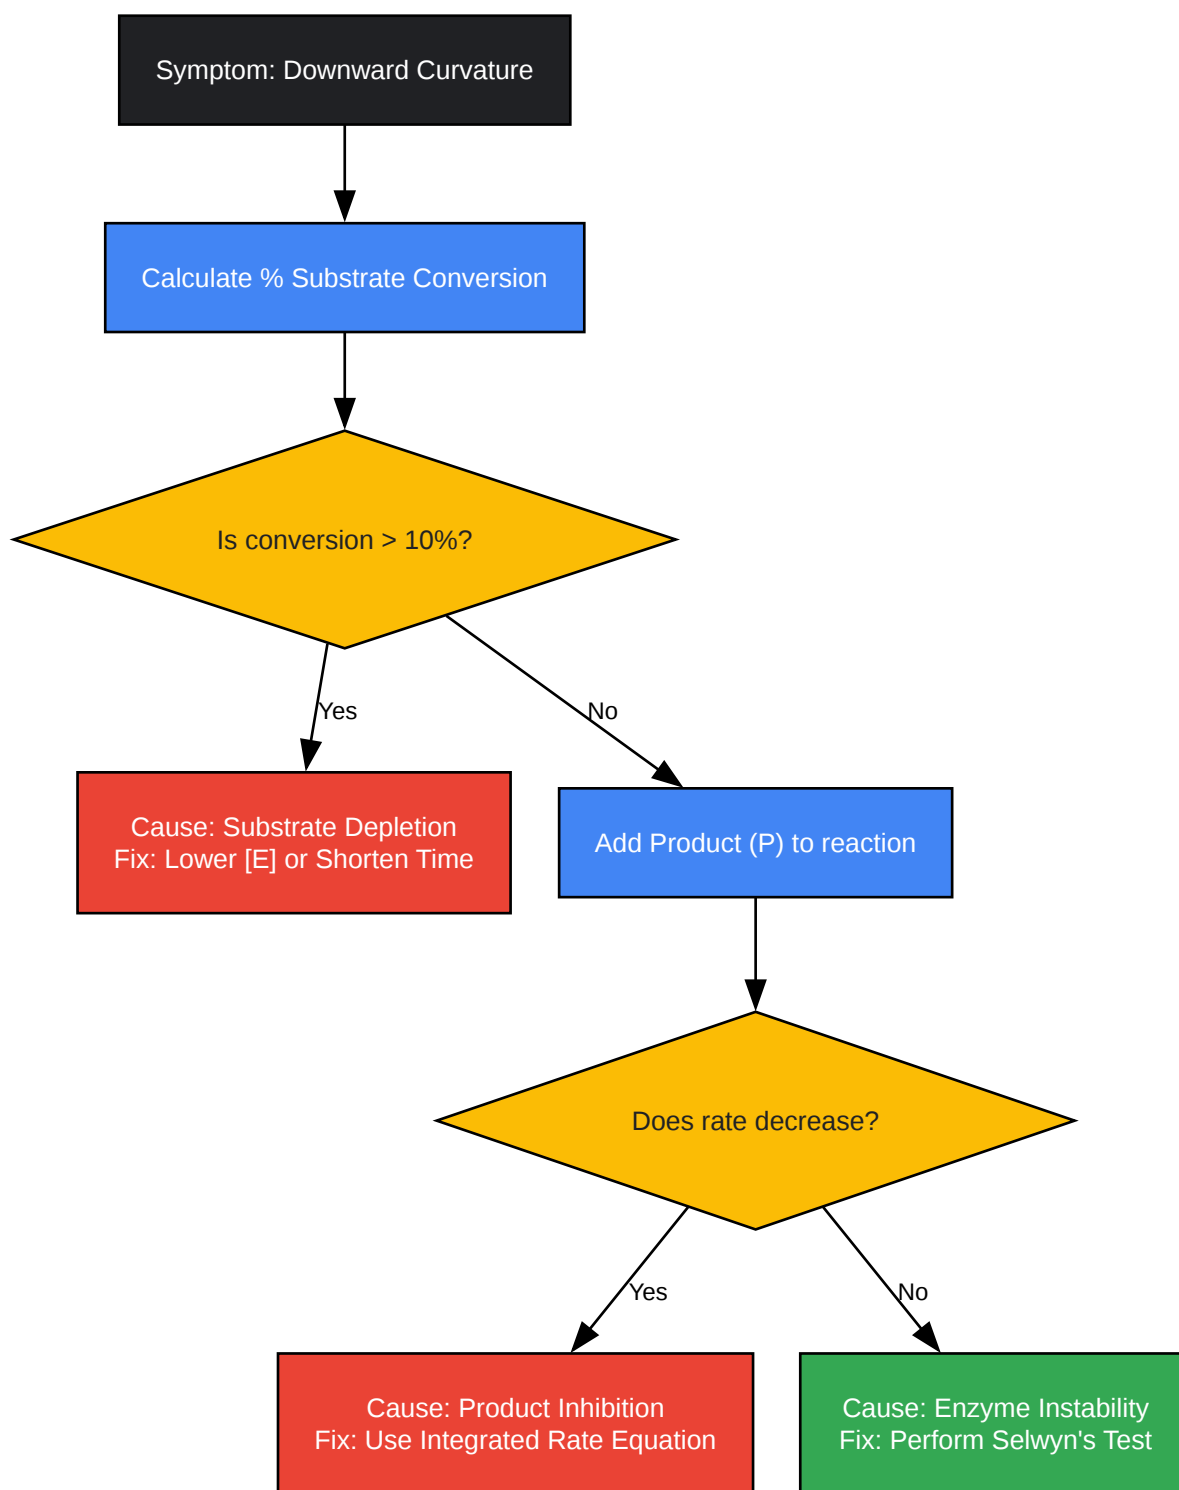 Symptom: Downward Curvature
Calculate % Substrate Conversion
Is conversion > 10%?
Yes
No
Cause: Substrate Depletion
Fix: Lower [E] or Shorten Time
Add Product (P) to reaction
Does rate decrease?
Yes
No
Cause: Product Inhibition
Fix: Use Integrated Rate Equation
Cause: Enzyme Instability
Fix: Perform Selwyn's Test